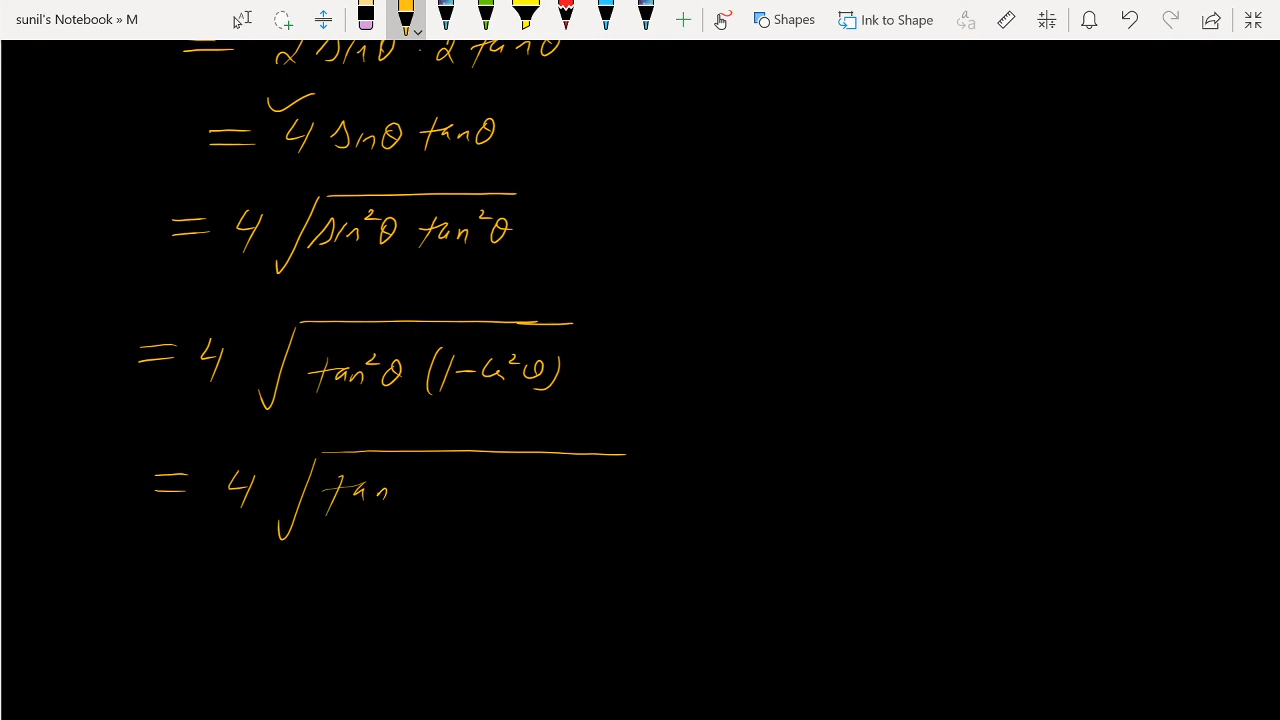 sunil's Notebook » M
Shapes
Ink to Shape
= 2 sinθ · 2 tanθ
= 4 sinθ tanθ
= 4 √(sin²θ tan²θ)
= 4 √(tan²θ (1-cos²θ))
= 4 √(tan